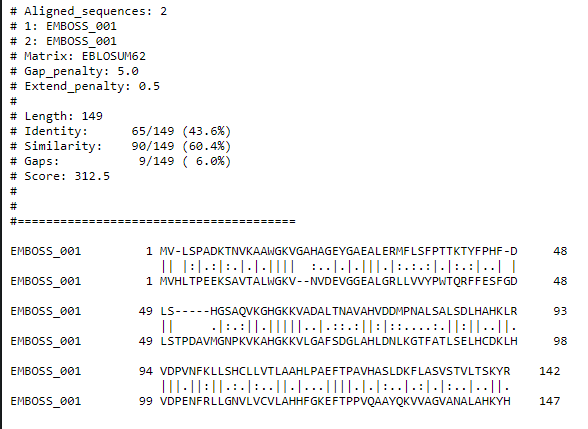 # Aligned_sequences: 2
# 1: EMBOSS_001
# 2: EMBOSS_001
# Matrix: EBLOSUM62
# Gap_penalty: 5.0
# Extend_penalty: 0.5
#
# Length: 149
# Identity:      65/149 (43.6%)
# Similarity:    90/149 (60.4%)
# Gaps:           9/149 ( 6.0%)
# Score: 312.5
#
#
#=======================================
EMBOSS_001         1 MV-LSPADKTNVKAAWGKVGAHAGEYGAEALERMFLSFPTTKTYFPHF-D     48
                     || |:|.:|:.|.|.||||  :..|.|.|||.|:.:.:.|.:|:..| |
EMBOSS_001         1 MVHLTPEEKSAVTALWGKV--NVDEVGGEALGRLLVVYPWTQRFFESFGD     48
EMBOSS_001        49 LS-----HGSAQVKGHGKKVADALTNAVAHVDDMPNALSALSDLHAHKLR     93
                     ||     .|:.:||.|||||..|.::.:||::....:.|:.||:||..||.
EMBOSS_001        49 LSTPDAVMGNPKVKAHGKKVLGAFSDGLAHLDNLKGTFATLSELHCDKLH     98
EMBOSS_001        94 VDPVNFKLLSHCLLVTLAAHLPAEFTPAVHASLDKFLASVSTVLTSKYR    142
                     |||.||:||.:.|:..||.|...||||.|.|:..|.:|.|:..|..||.
EMBOSS_001        99 VDPENFRLLGNVLVCVLAHHFGKEFTPPVQAAYQKVVAGVANALAHKYH    147